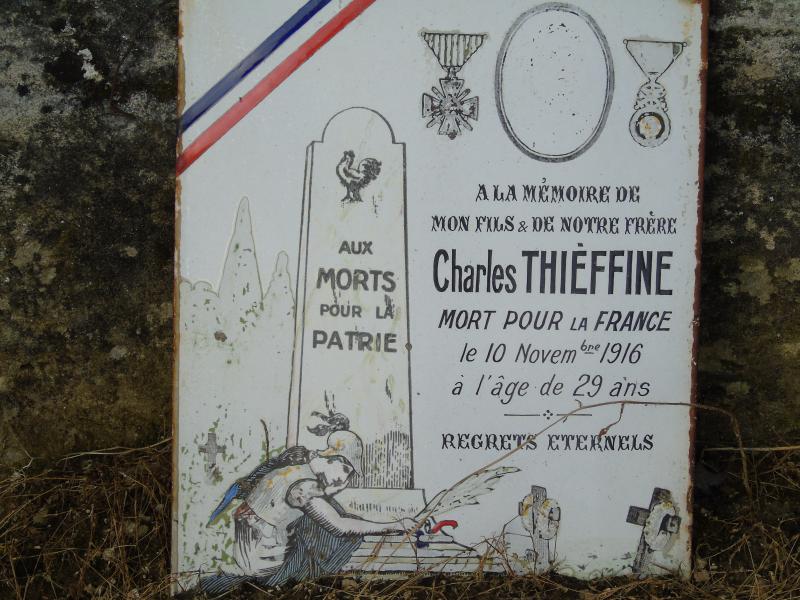 AUX
MORTS
POUR LA
PATRIE
A LA MÉMOIRE DE
MON FILS & DE NOTRE FRÈRE
Charles THIÈFFINE
MORT POUR LA FRANCE
le 10 Novembre 1916
à l'âge de 29 ans
REGRETS ETERNELS